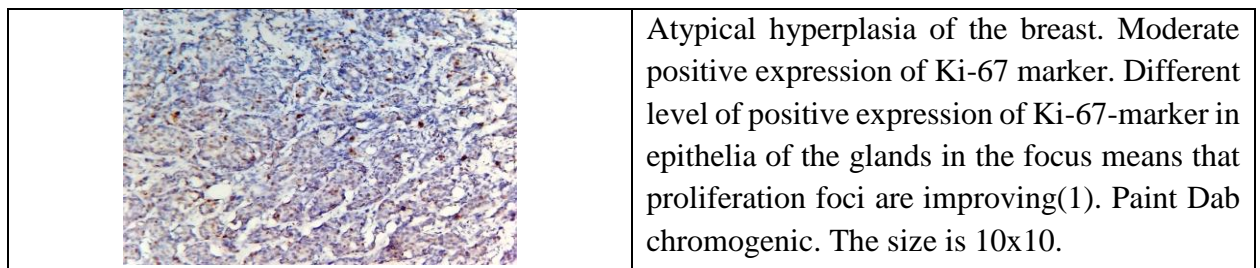 Atypical hyperplasia of the breast. Moderate
positive expression of Ki-67 marker. Different
level of positive expression of Ki-67-marker in
epithelia of the glands in the focus means that
proliferation foci are improving(1). Paint Dab
chromogenic. The size is 10x10.